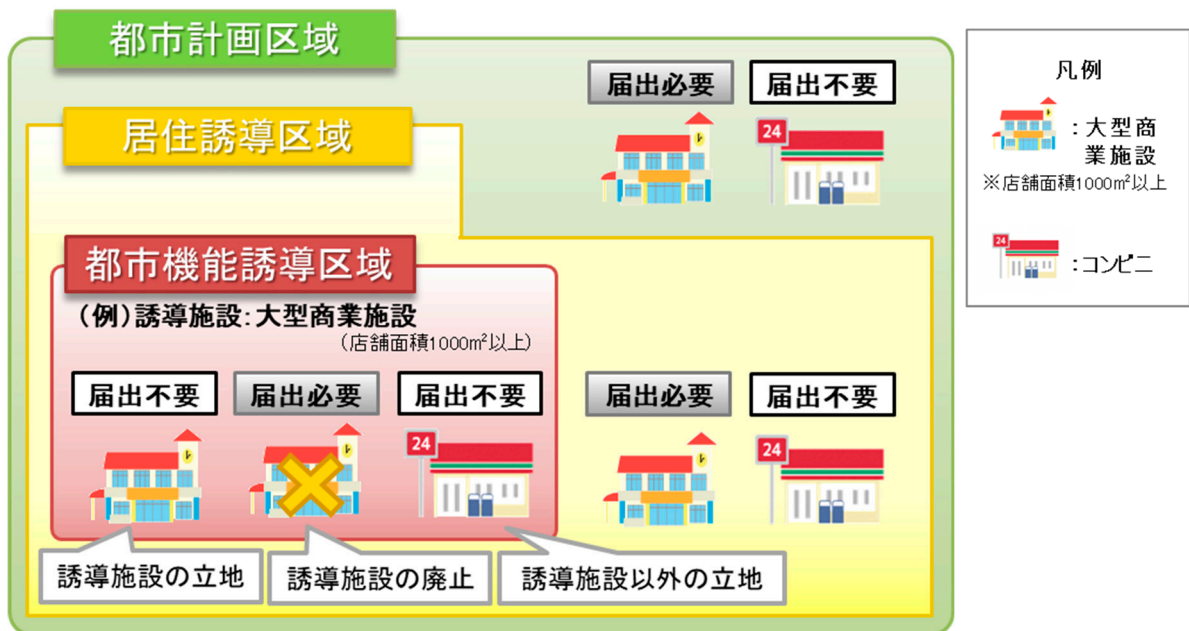 都市計画区域
届出必要
届出不要
居住誘導区域
24
都市機能誘導区域
(例)誘導施設:大型商業施設
(店舗面積1000m²以上)
届出不要
届出必要
届出不要
届出必要
届出不要
24
24
誘導施設の立地
誘導施設の廃止
誘導施設以外の立地
凡例
:大型商
業施設
※店舗面積1000m²以上
24
:コンビニ